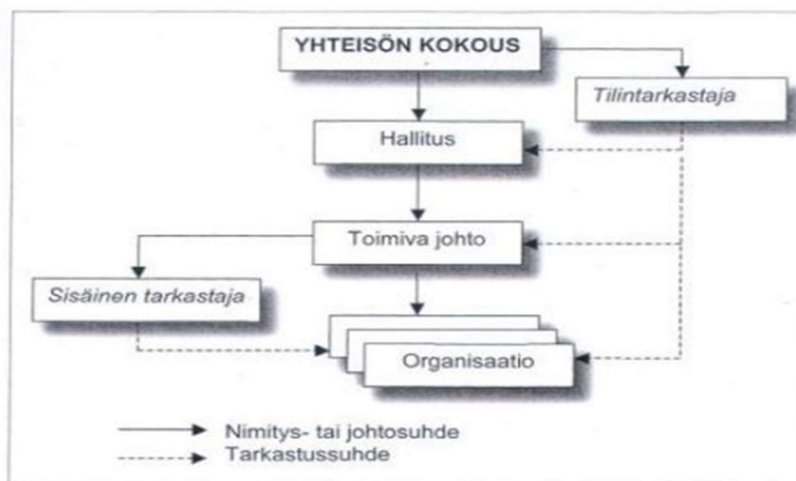 YHTEISÖN KOKOUS
Tilintarkastaja
Hallitus
Toimiva johto
Sisäinen tarkastaja
Organisaatio
Nimitys- tai johtosuhde
Tarkastussuhde